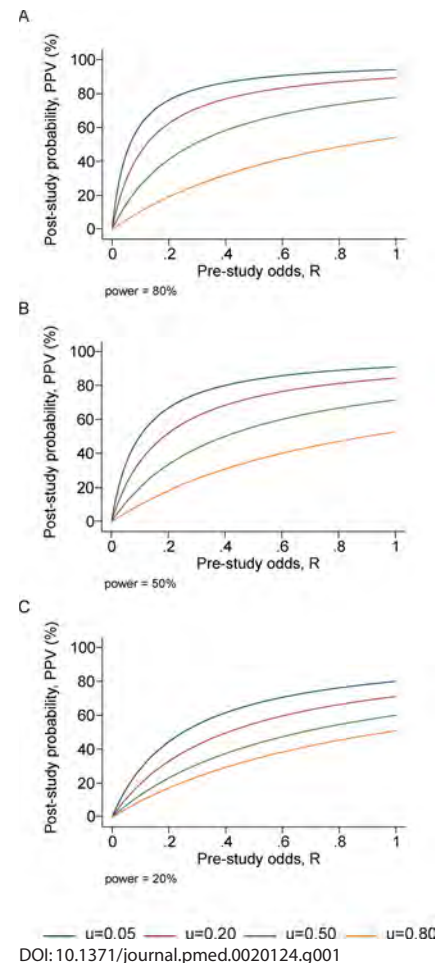 A
Post-study probability, PPV (%)
100
80
60
40
20
0
0 .2 .4 .6 .8 1
Pre-study odds, R
power = 80%
B
Post-study probability, PPV (%)
100
80
60
40
20
0
0 .2 .4 .6 .8 1
Pre-study odds, R
power = 50%
C
Post-study probability, PPV (%)
100
80
60
40
20
0
0 .2 .4 .6 .8 1
Pre-study odds, R
power = 20%
u=0.05 u=0.20 u=0.50 u=0.80
DOI: 10.1371/journal.pmed.0020124.g001